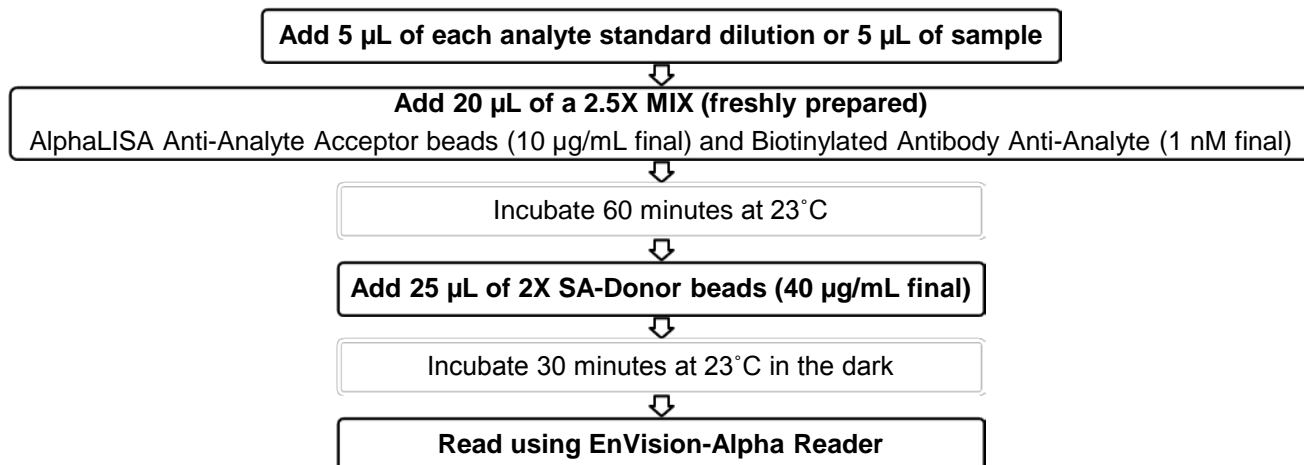 Add 5 µL of each analyte standard dilution or 5 µL of sample
Add 20 µL of a 2.5X MIX (freshly prepared)
AlphaLISA Anti-Analyte Acceptor beads (10 µg/mL final) and Biotinylated Antibody Anti-Analyte (1 nM final)
Incubate 60 minutes at 23˚C
Add 25 µL of 2X SA-Donor beads (40 µg/mL final)
Incubate 30 minutes at 23˚C in the dark
Read using EnVision-Alpha Reader